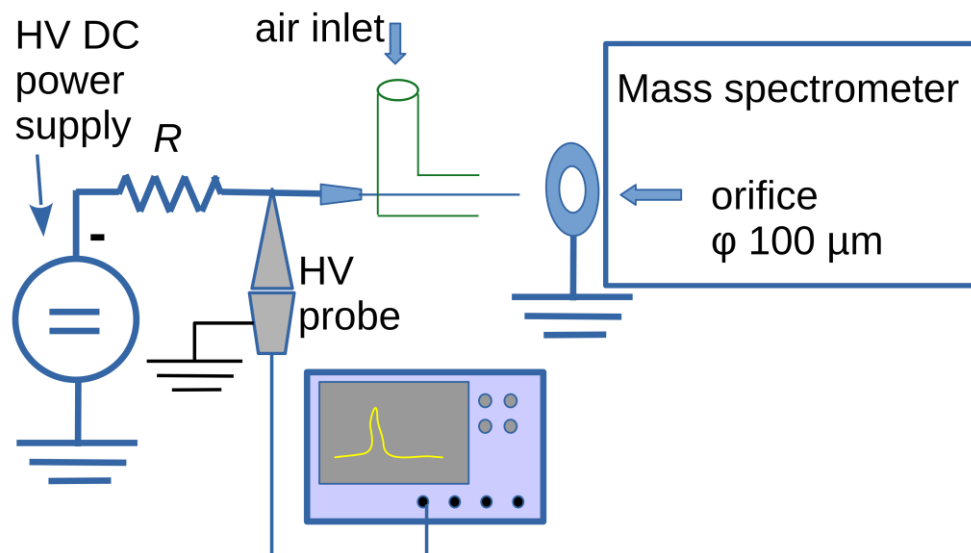 HV DC
power
supply
air inlet
R
-
=
HV
probe
Mass spectrometer
orifice
φ 100 µm